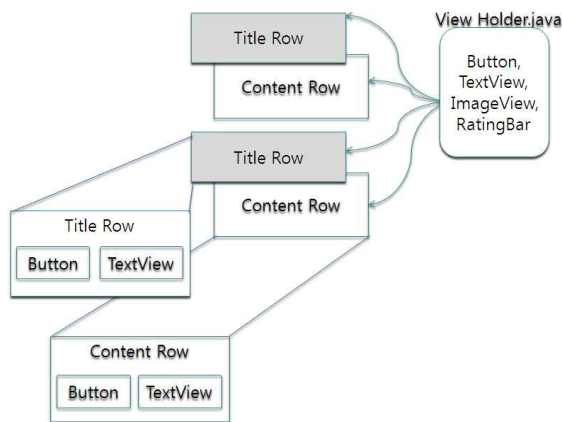 View Holder.java
Button,
TextView,
ImageView,
RatingBar
Title Row
Content Row
Title Row
Content Row
Title Row
Button
TextView
Content Row
Button
TextView